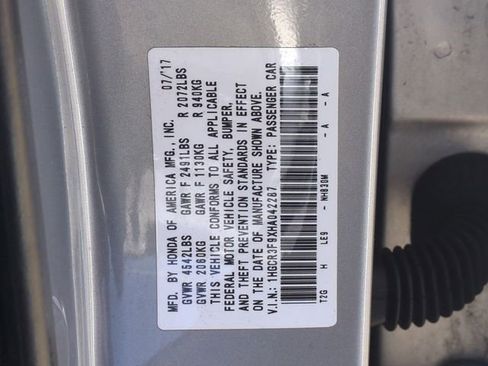 MFD. BY HONDA OF AMERICA MFG., INC. 07/17
GVWR 4542LBS GAWR F 2491LBS R 2072LBS
GVWR 2060KG GAWR F 1130KG R 940KG
THIS VEHICLE CONFORMS TO ALL APPLICABLE
FEDERAL MOTOR VEHICLE SAFETY, BUMPER,
AND THEFT PREVENTION STANDARDS IN EFFECT
ON THE DATE OF MANUFACTURE SHOWN ABOVE.
V.I.N.: 1HGCR3F9XHA042287 TYPE: PASSENGER CAR
T2G H LE9 NH830M - A - A